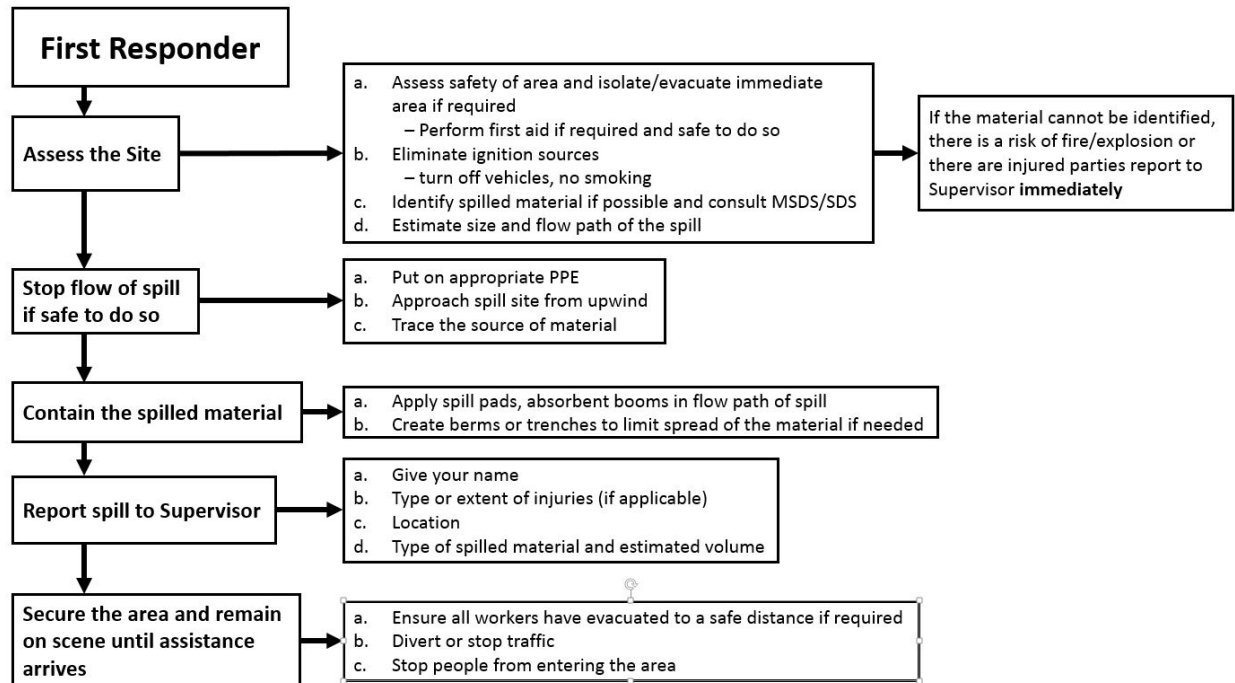 First Responder
Assess the Site
a. Assess safety of area and isolate/evacuate immediate
area if required
– Perform first aid if required and safe to do so
b. Eliminate ignition sources
– turn off vehicles, no smoking
c. Identify spilled material if possible and consult MSDS/SDS
d. Estimate size and flow path of the spill
If the material cannot be identified,
there is a risk of fire/explosion or
there are injured parties report to
Supervisor immediately
Stop flow of spill
if safe to do so
a. Put on appropriate PPE
b. Approach spill site from upwind
c. Trace the source of material
Contain the spilled material
a. Apply spill pads, absorbent booms in flow path of spill
b. Create berms or trenches to limit spread of the material if needed
Report spill to Supervisor
a. Give your name
b. Type or extent of injuries (if applicable)
c. Location
d. Type of spilled material and estimated volume
Secure the area and remain
on scene until assistance
arrives
a. Ensure all workers have evacuated to a safe distance if required
b. Divert or stop traffic
c. Stop people from entering the area